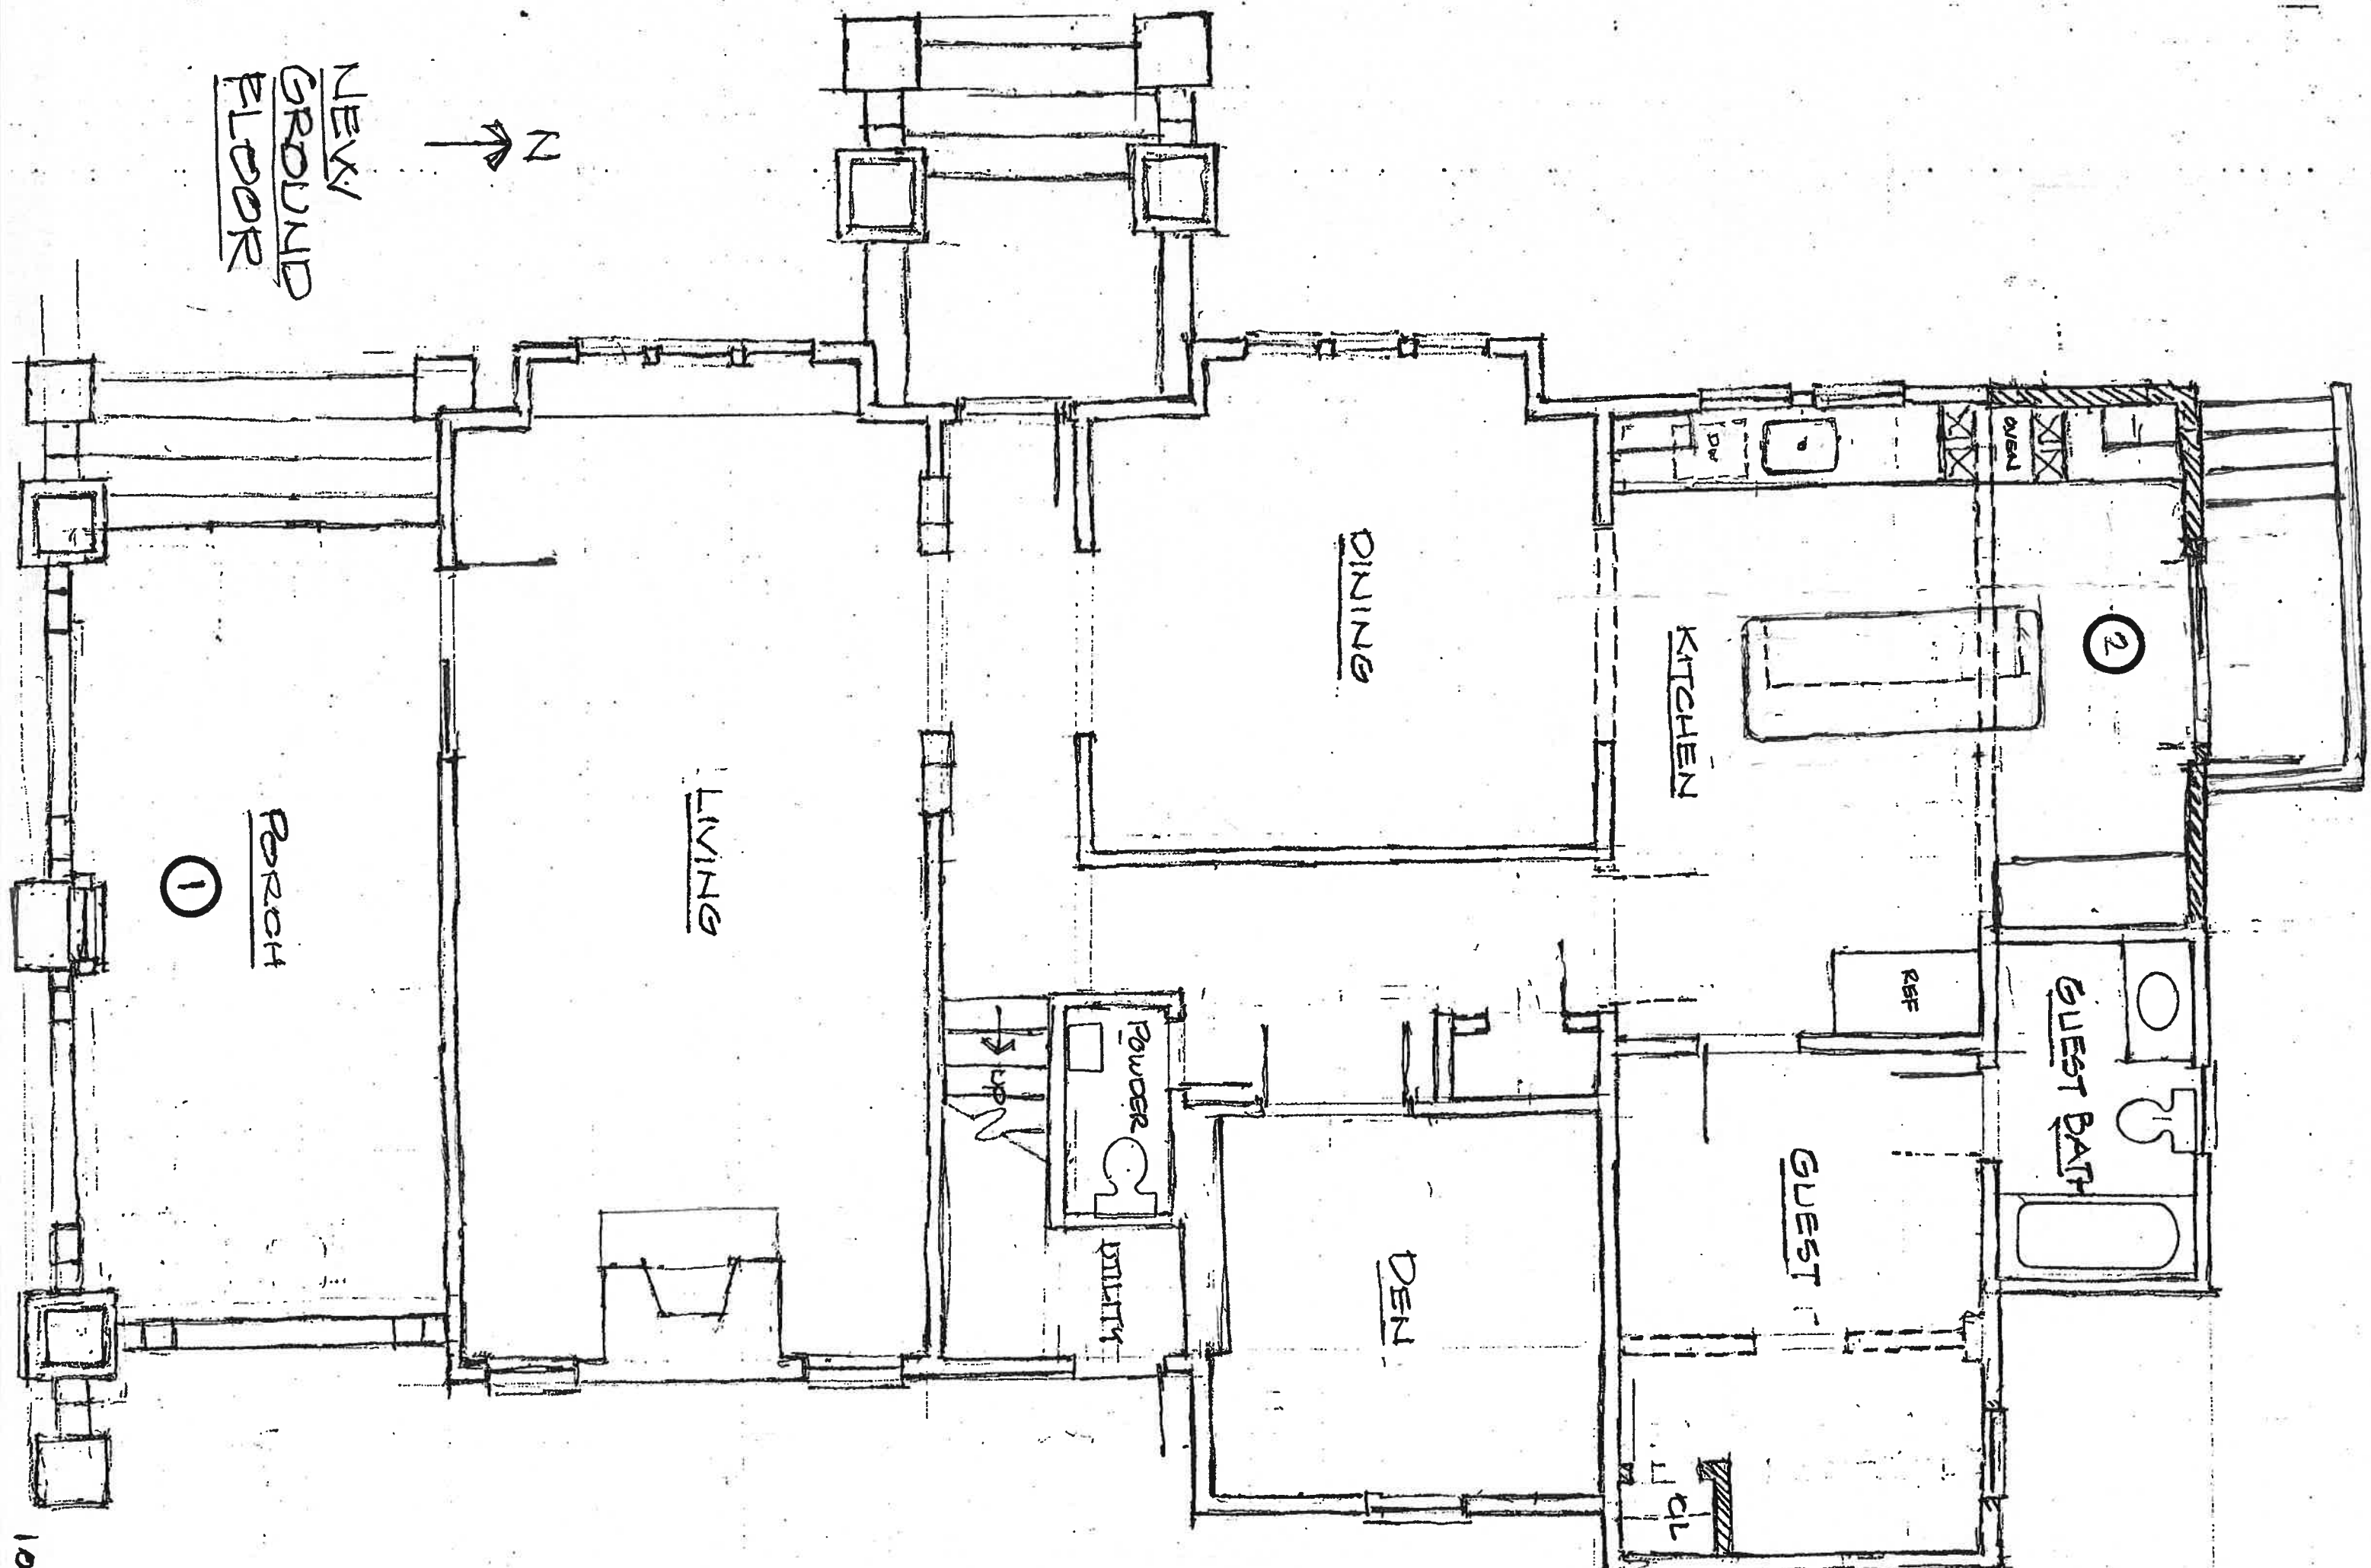 NEW
GROUND
FLOOR
N
PORCH
1
LIVING
DINING
KITCHEN
2
DW
OVEN
REF
UP
POWDER
UTILITY
DEN
GUEST
GUEST BATH
CL
10